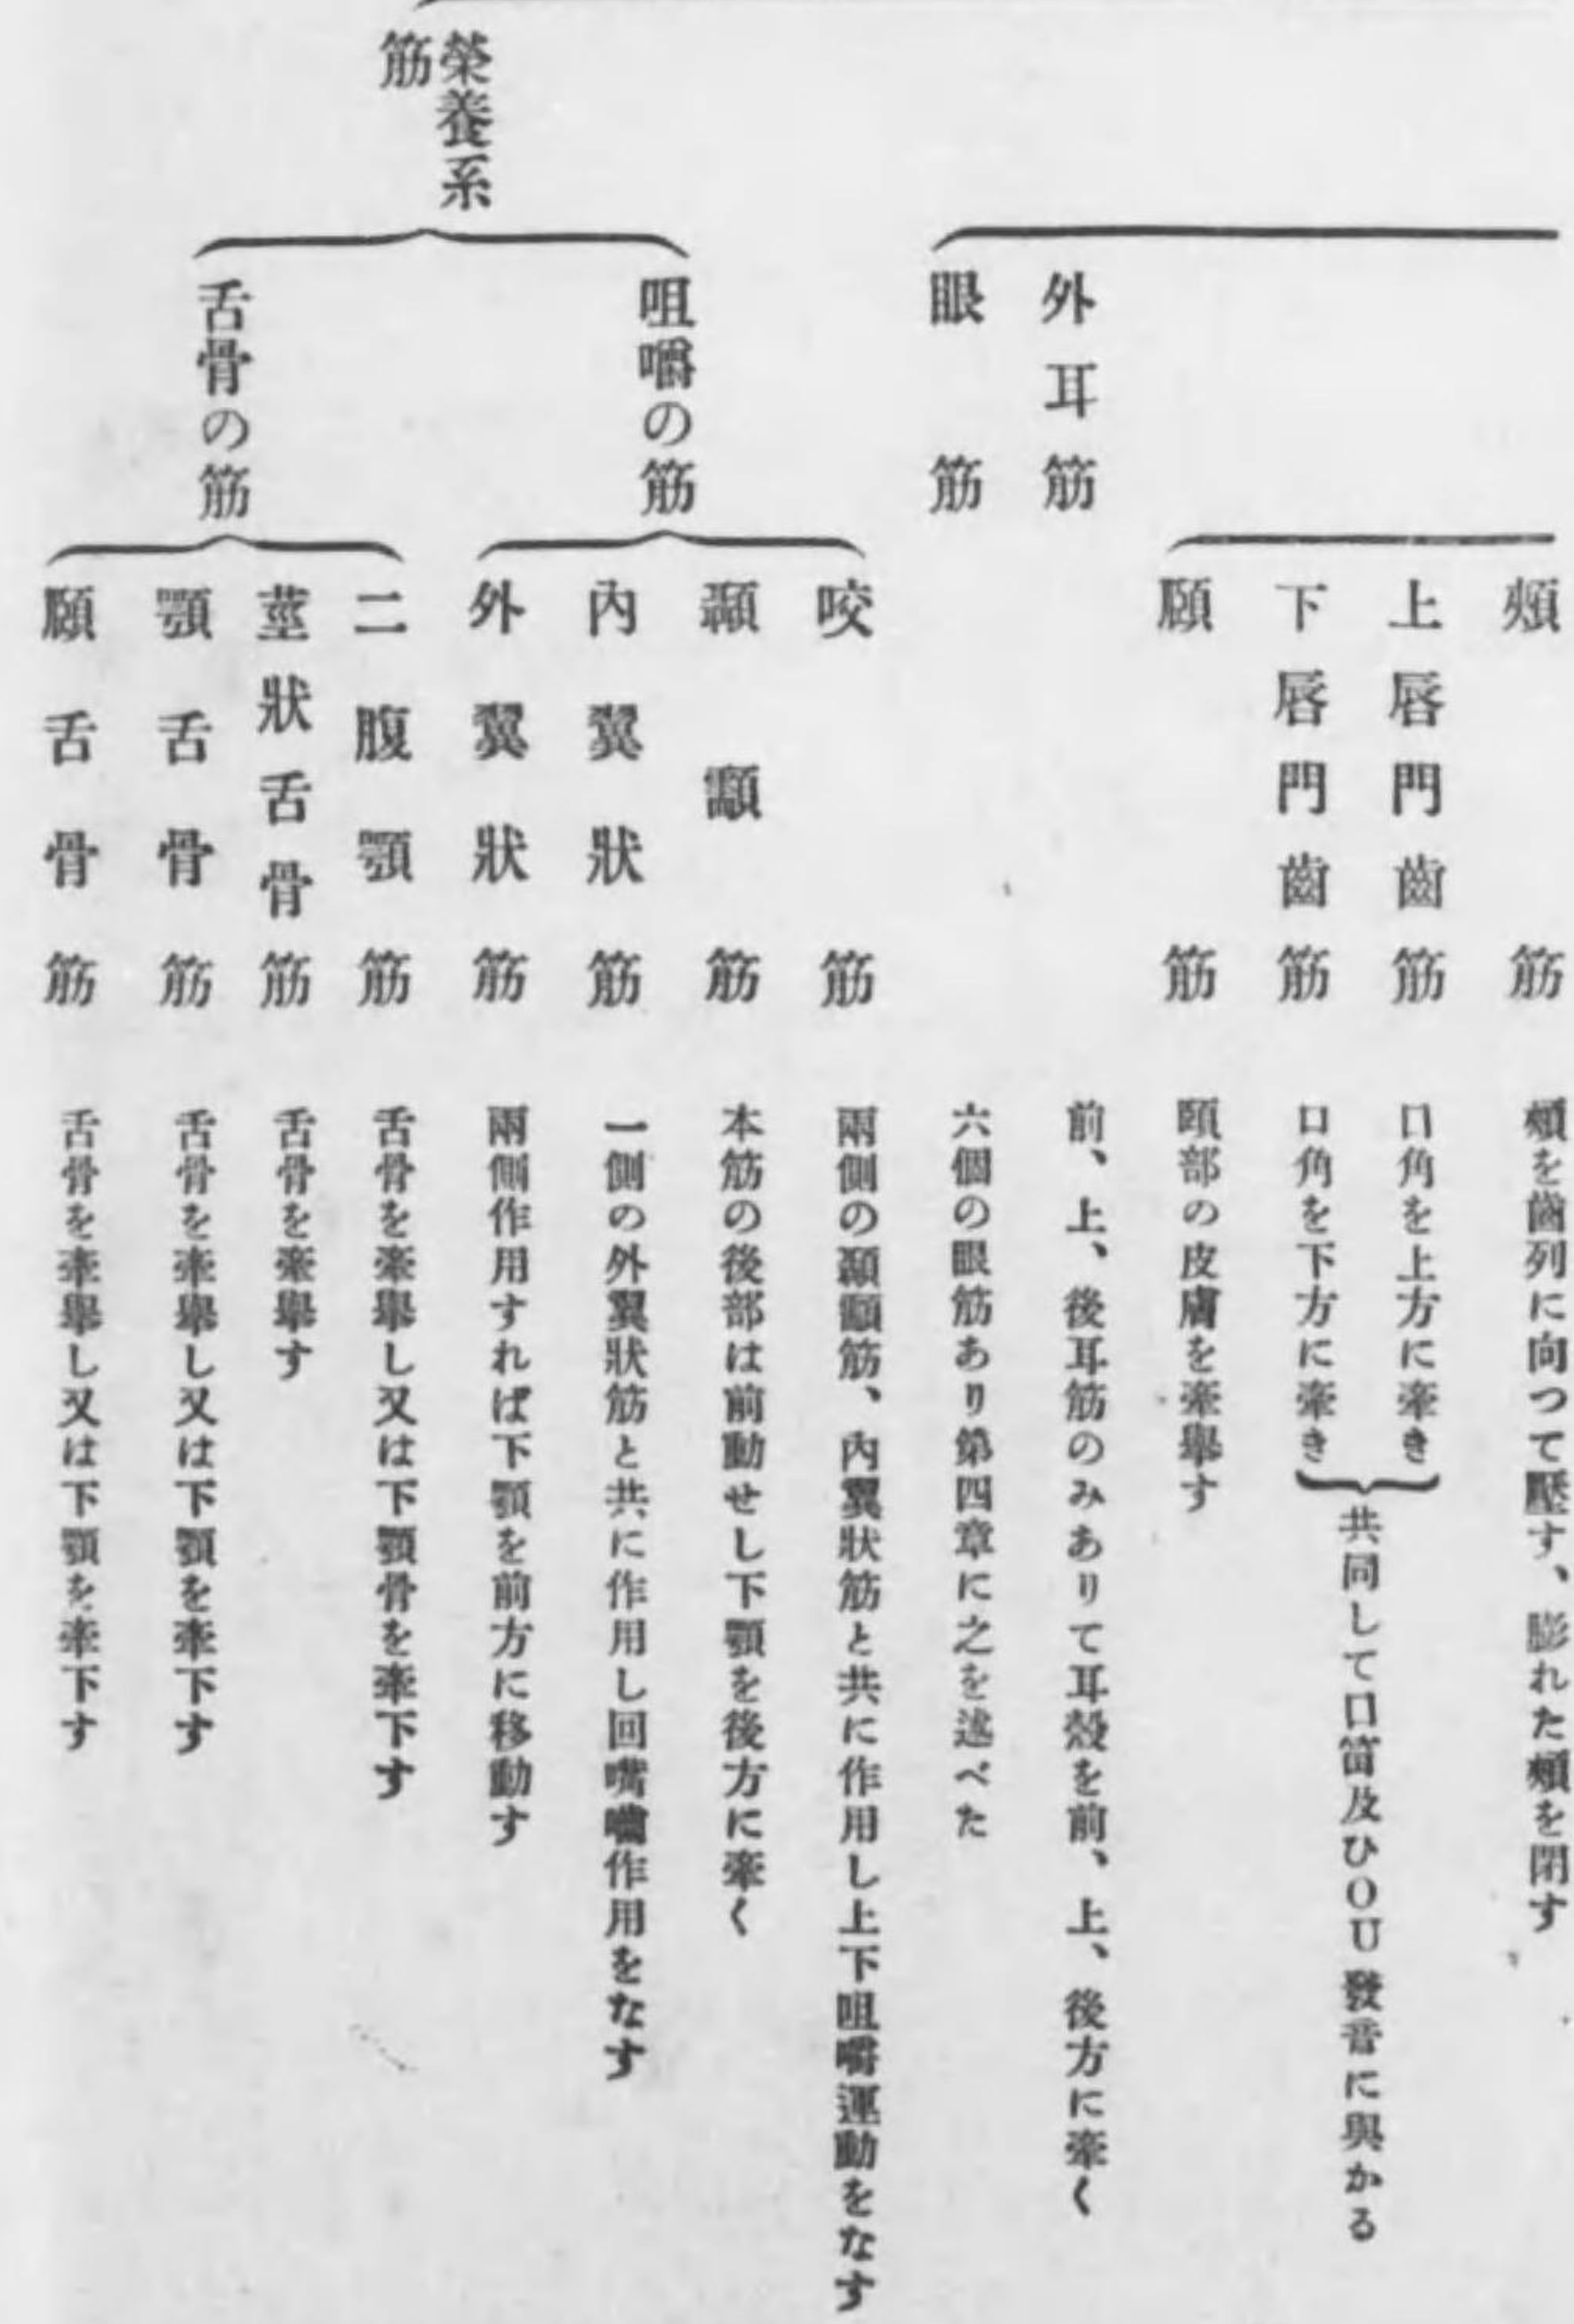 頰筋　頰を齒列に向つて壓す、膨れた頰を閉す
上唇門齒筋　口角を上方に牽き
下唇門齒筋　口角を下方に牽き
共同して口笛及ひOU發音に與かる
頤筋　頤部の皮膚を牽擧す
外耳筋　前、上、後耳筋のみありて耳殼を前、上、後方に牽く
眼筋　六個の眼筋あり第四章に之を述べた
榮養系
筋
咀嚼の筋
咬筋　兩側の顳顬筋、內翼狀筋と共に作用し上下咀嚼運動をなす
顳顬筋　本筋の後部は前動せし下顎を後方に牽く
內翼狀筋　一側の外翼狀筋と共に作用し回嘴嚼作用をなす
外翼狀筋　兩側作用すれば下顎を前方に移動す
舌骨の筋
二腹顎筋　舌骨を牽擧し又は下顎骨を牽下す
莖狀舌骨筋　舌骨を牽擧す
顎舌骨筋　舌骨を牽擧し又は下顎を牽下す
頤舌骨筋　舌骨を牽擧し又は下顎を牽下す